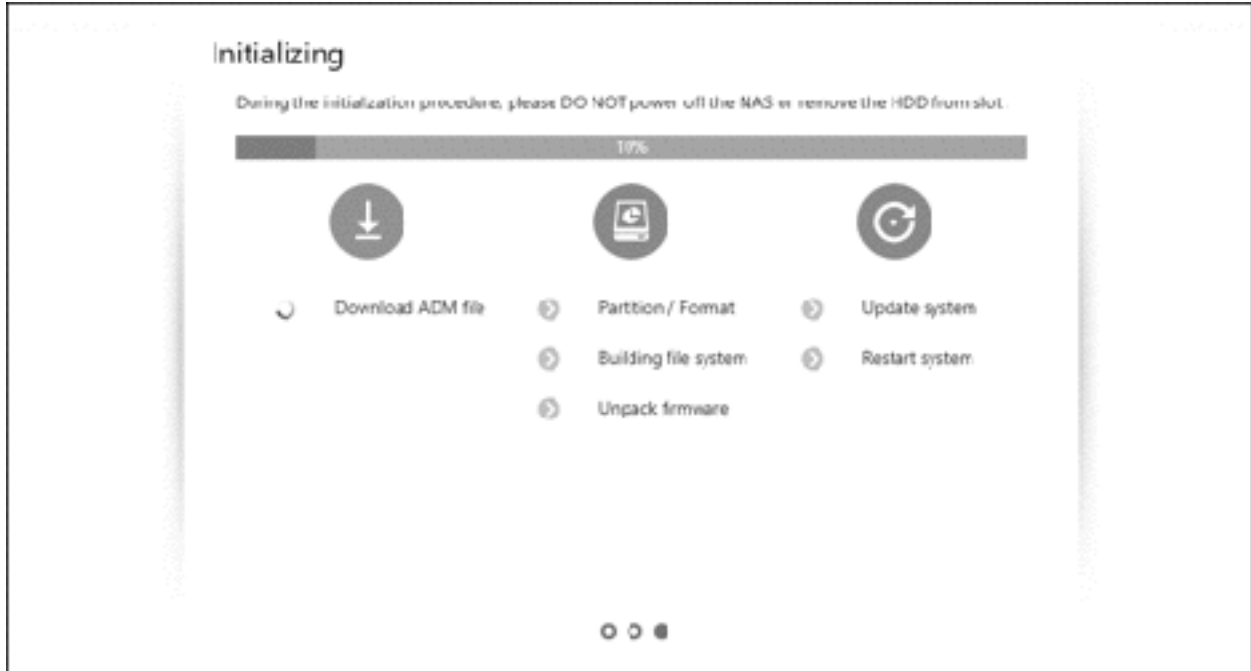 Initializing
During the initialization procedure, please DO NOT power off the NAS or remove the HDD from slot.
10%
Download ADM file
Partition / Format
Update system
Building file system
Restart system
Unpack firmware